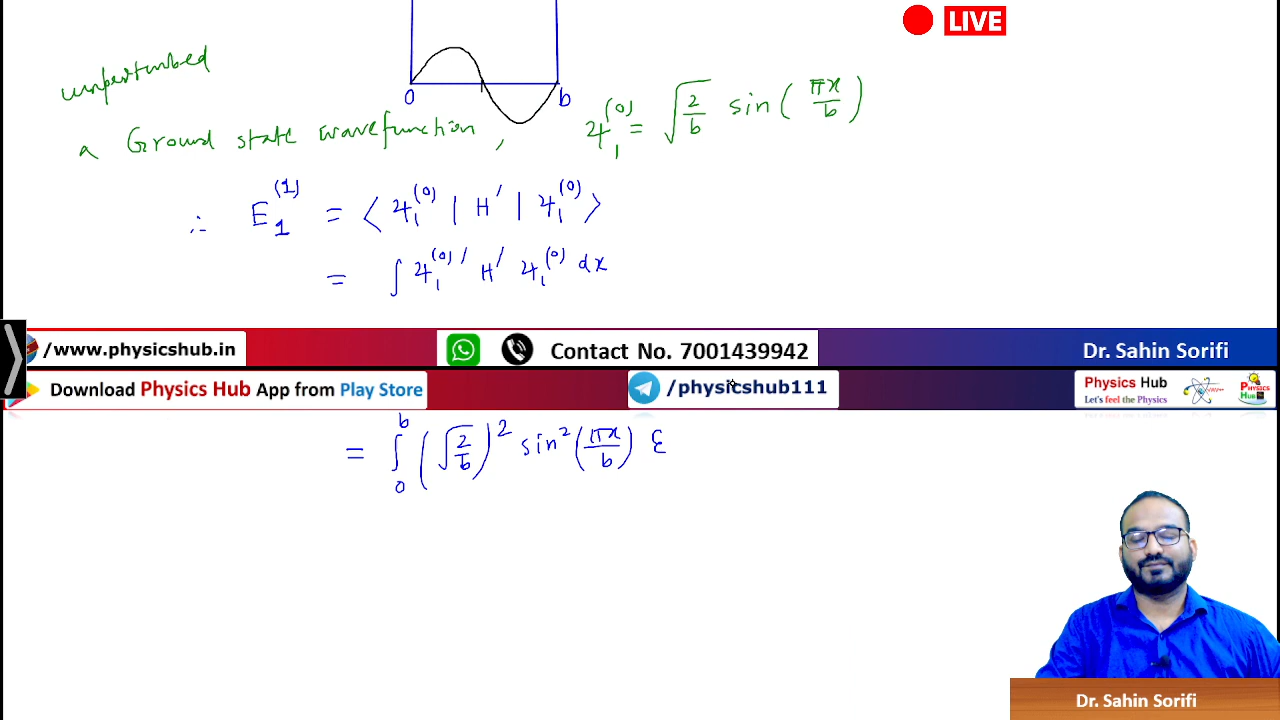 LIVE
unperturbed
0 b
a Ground state wavefunction, ψ₁⁽⁰⁾ = √(2/b) sin(πx/b)
∴ E₁⁽¹⁾ = ⟨ψ₁⁽⁰⁾ | H' | ψ₁⁽⁰⁾⟩
= ∫ψ₁⁽⁰⁾' H' ψ₁⁽⁰⁾ dx
/www.physicshub.in Contact No. 7001439942 Dr. Sahin Sorifi
Download Physics Hub App from Play Store /physicshub111 Physics Hub
Let's feel the Physics
= ∫₀ᵇ (√(2/b))² sin²(πx/b) ε
Dr. Sahin Sorifi